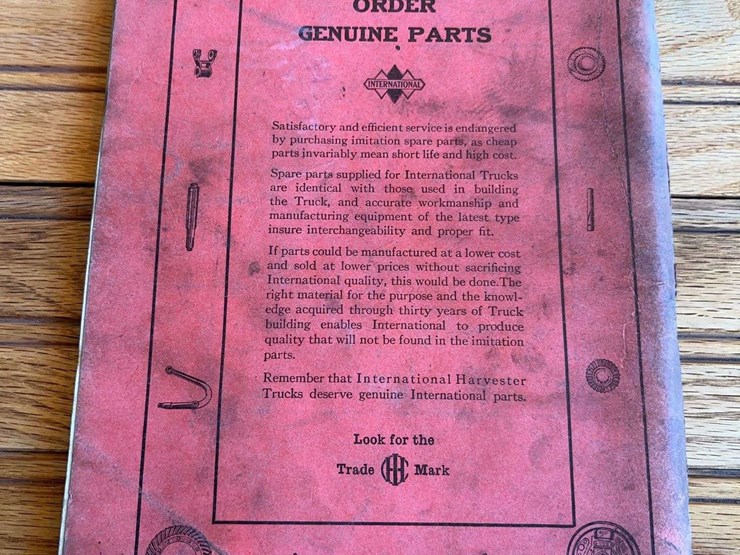 ORDER
GENUINE PARTS
INTERNATIONAL
Satisfactory and efficient service is endangered
by purchasing imitation spare parts, as cheap
parts invariably mean short life and high cost.
Spare parts supplied for International Trucks
are identical with those used in building
the Truck, and accurate workmanship and
manufacturing equipment of the latest type
insure interchangeability and proper fit.
If parts could be manufactured at a lower cost
and sold at lower prices without sacrificing
International quality, this would be done.The
right material for the purpose and the knowl-
edge acquired through thirty years of Truck
building enables International to produce
quality that will not be found in the imitation
parts.
Remember that International Harvester
Trucks deserve genuine International parts.
Look for the
Trade IHC Mark